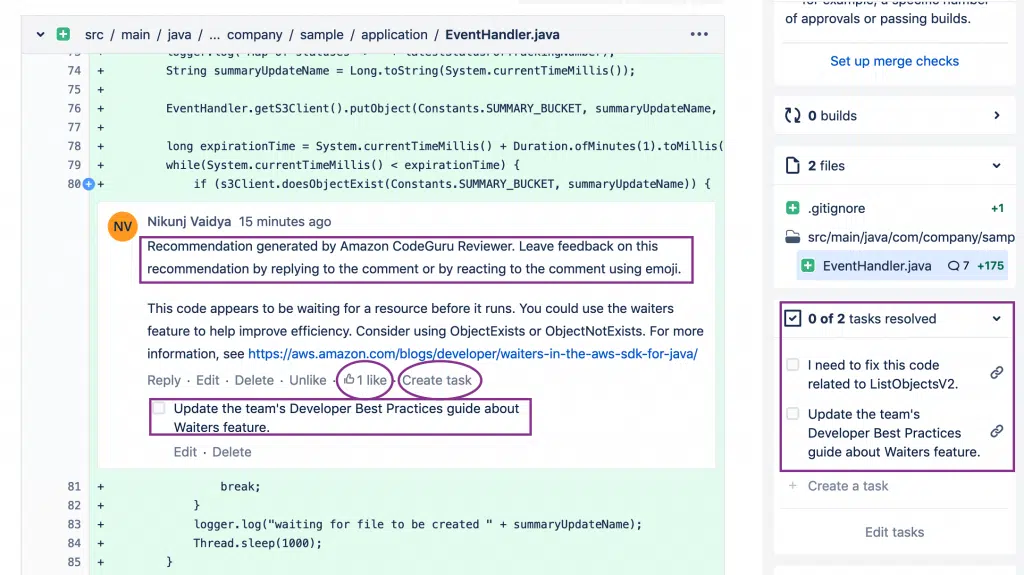 src / main / java / ... company / sample / application / EventHandler.java
74 + String summaryUpdateName = Long.toString(System.currentTimeMillis());
75 +
76 + EventHandler.getS3Client().putObject(Constants.SUMMARY_BUCKET, summaryUpdateName,
77 +
78 + long expirationTime = System.currentTimeMillis() + Duration.ofMinutes(1).toMillis(
79 + while(System.currentTimeMillis() < expirationTime) {
80 + if (s3Client.doesObjectExist(Constants.SUMMARY_BUCKET, summaryUpdateName)) {
NV Nikunj Vaidya 15 minutes ago
Recommendation generated by Amazon CodeGuru Reviewer. Leave feedback on this
recommendation by replying to the comment or by reacting to the comment using emoji.
This code appears to be waiting for a resource before it runs. You could use the waiters
feature to help improve efficiency. Consider using ObjectExists or ObjectNotExists. For more
information, see https://aws.amazon.com/blogs/developer/waiters-in-the-aws-sdk-for-java/
Reply · Edit · Delete · Unlike · 1 like · Create task
Update the team's Developer Best Practices guide about
Waiters feature.
Edit · Delete
81 + break;
82 + }
83 + logger.log("waiting for file to be created " + summaryUpdateName);
84 + Thread.sleep(1000);
85 + }
of approvals or passing builds.
Set up merge checks
0 builds
2 files
.gitignore +1
src/main/java/com/company/samp
EventHandler.java 7 +175
0 of 2 tasks resolved
I need to fix this code
related to ListObjectsV2.
Update the team's
Developer Best Practices
guide about Waiters feature.
+ Create a task
Edit tasks